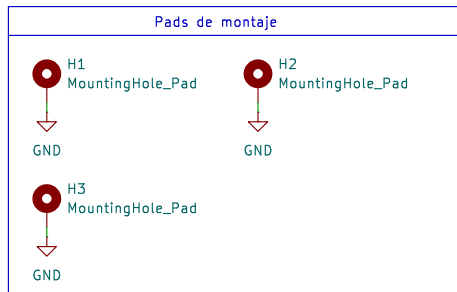 Pads de montaje
H1
MountingHole_Pad
GND
H2
MountingHole_Pad
GND
H3
MountingHole_Pad
GND